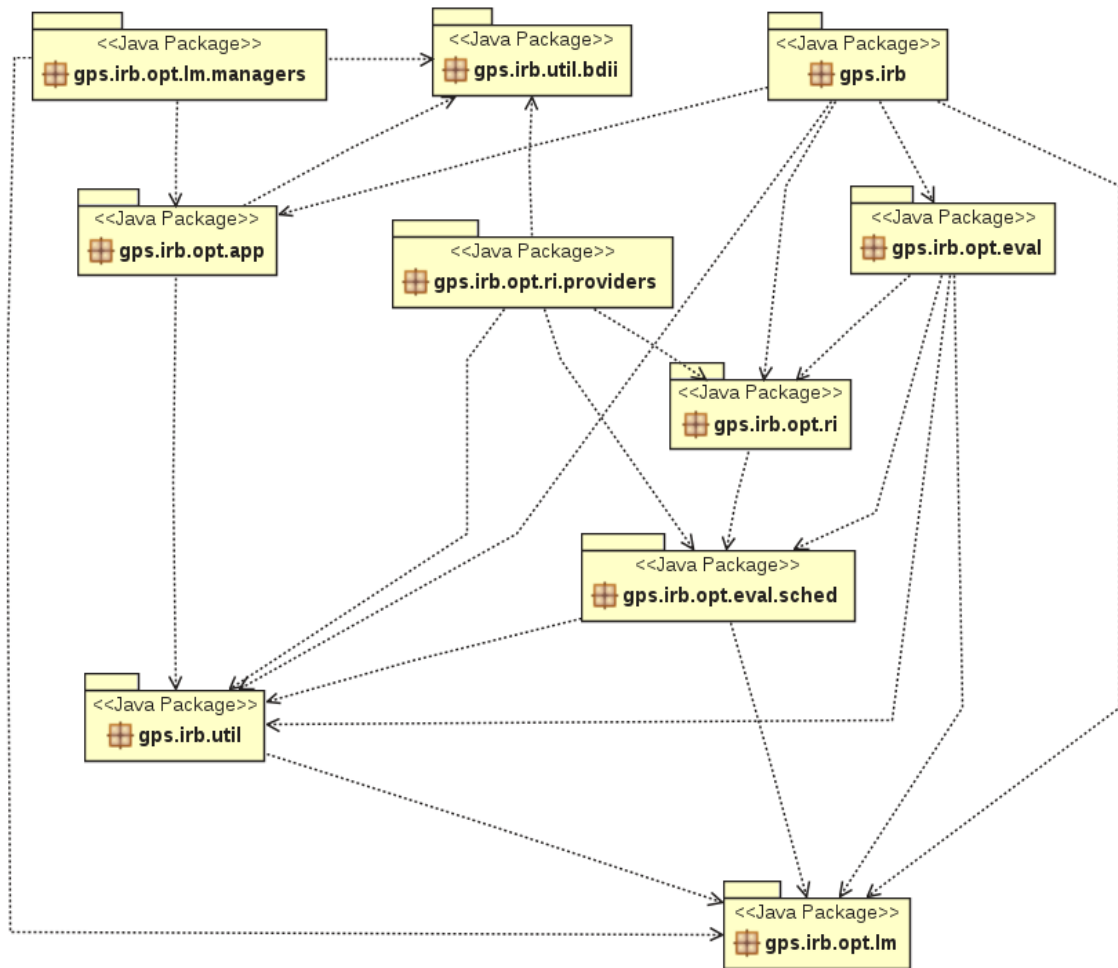 <<Java Package>>
gps.irb.opt.lm.managers
<<Java Package>>
gps.irb.util.bdii
<<Java Package>>
gps.irb
<<Java Package>>
gps.irb.opt.app
<<Java Package>>
gps.irb.opt.ri.providers
<<Java Package>>
gps.irb.opt.eval
<<Java Package>>
gps.irb.opt.ri
<<Java Package>>
gps.irb.opt.eval.sched
<<Java Package>>
gps.irb.util
<<Java Package>>
gps.irb.opt.lm